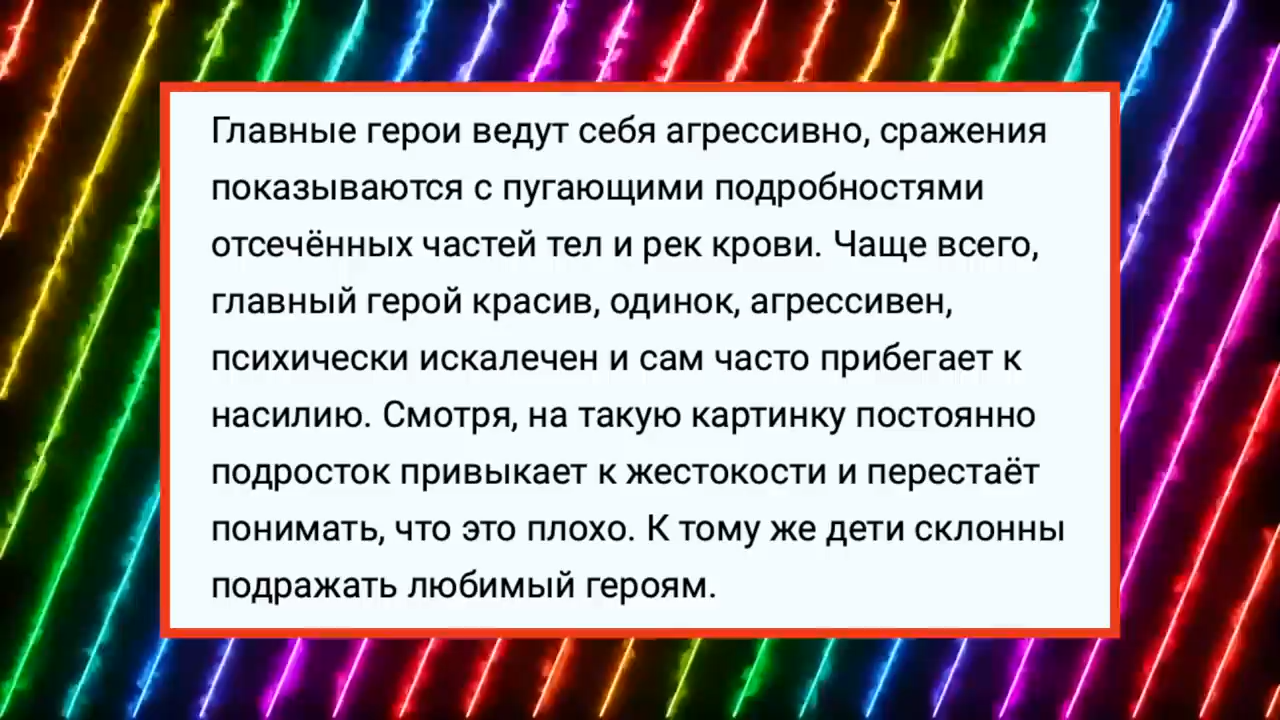 Главные герои ведут себя агрессивно, сражения
показываются с пугающими подробностями
отсечённых частей тел и рек крови. Чаще всего,
главный герой красив, одинок, агрессивен,
психически искалечен и сам часто прибегает к
насилию. Смотря, на такую картинку постоянно
подросток привыкает к жестокости и перестаёт
понимать, что это плохо. К тому же дети склонны
подражать любимый героям.